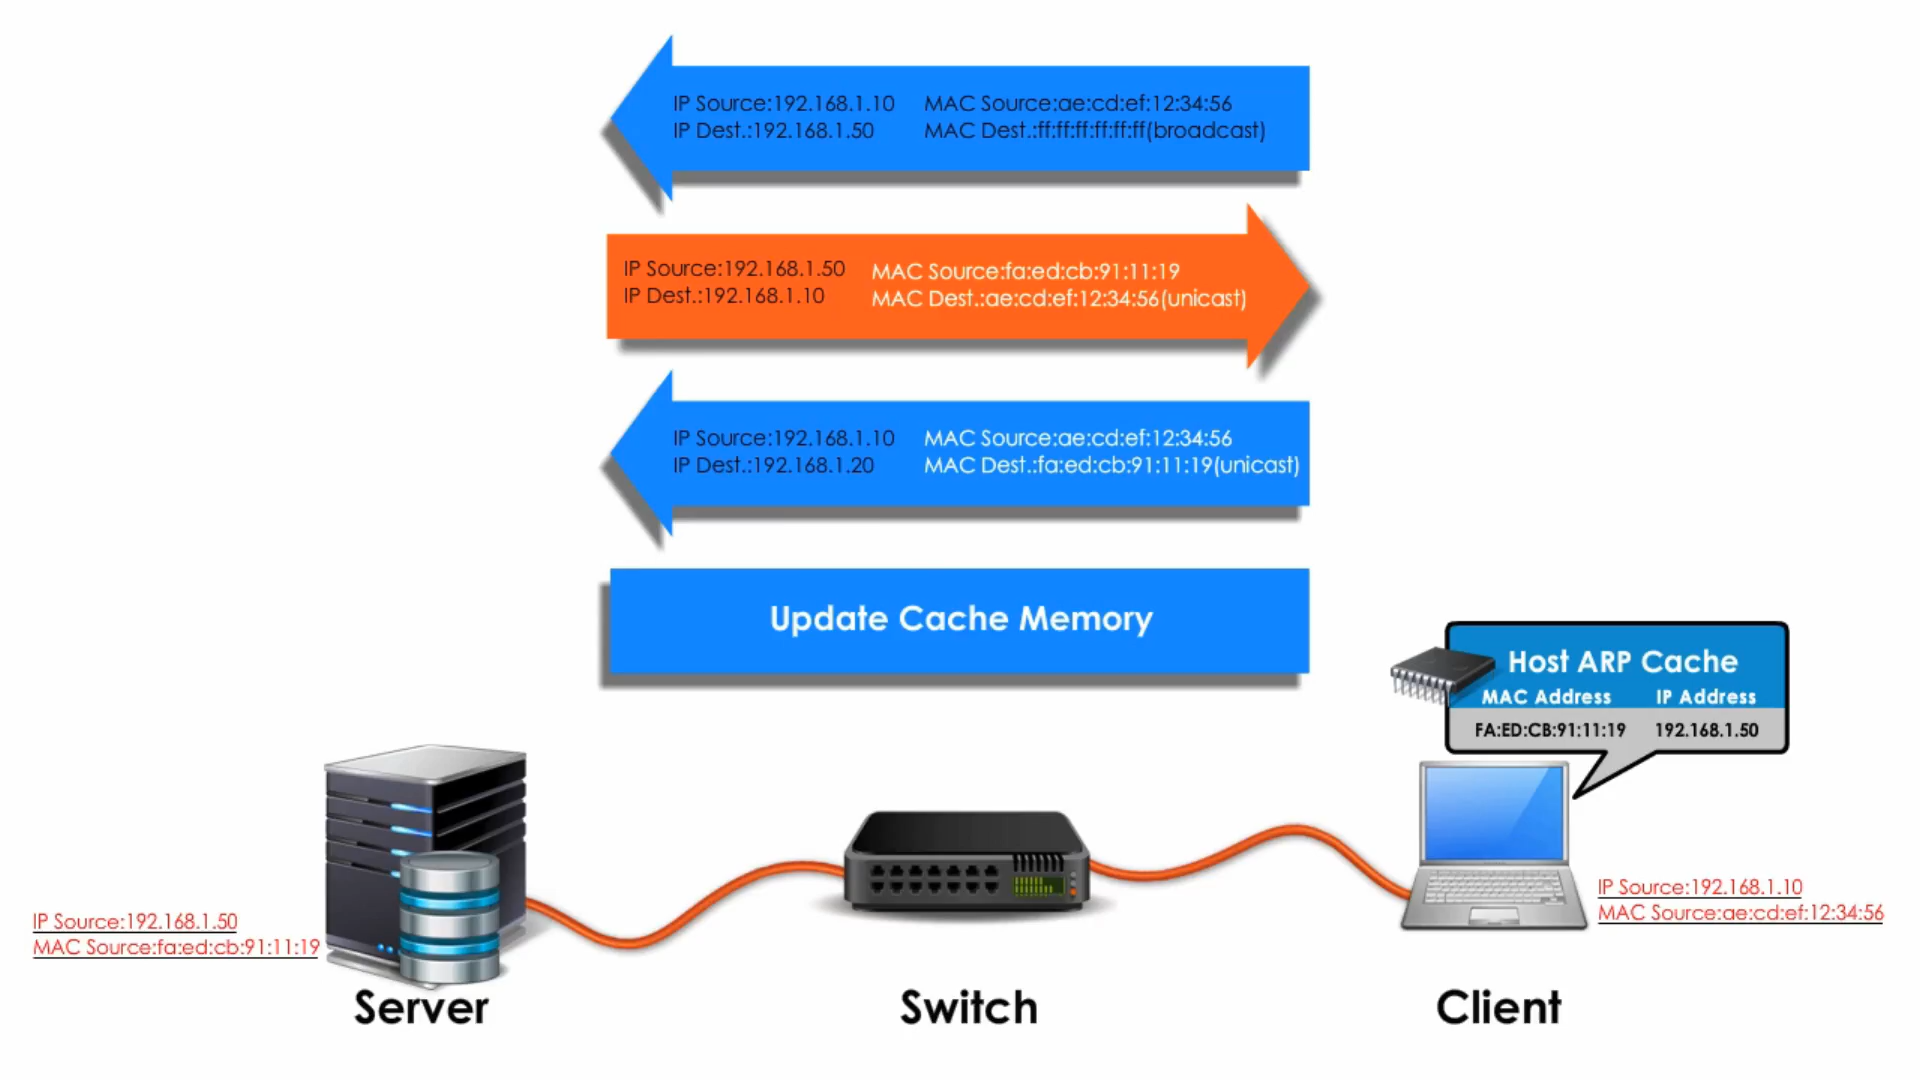 IP Source:192.168.1.10 MAC Source:ae:cd:ef:12:34:56
IP Dest.:192.168.1.50 MAC Dest.:ff:ff:ff:ff:ff:ff(broadcast)
IP Source:192.168.1.50 MAC Source:fa:ed:cb:91:11:19
IP Dest.:192.168.1.10 MAC Dest.:ae:cd:ef:12:34:56(unicast)
IP Source:192.168.1.10 MAC Source:ae:cd:ef:12:34:56
IP Dest.:192.168.1.20 MAC Dest.:fa:ed:cb:91:11:19(unicast)
Update Cache Memory
Host ARP Cache
MAC Address IP Address
FA:ED:CB:91:11:19 192.168.1.50
IP Source:192.168.1.10
MAC Source:ae:cd:ef:12:34:56
IP Source:192.168.1.50
MAC Source:fa:ed:cb:91:11:19
Server Switch Client